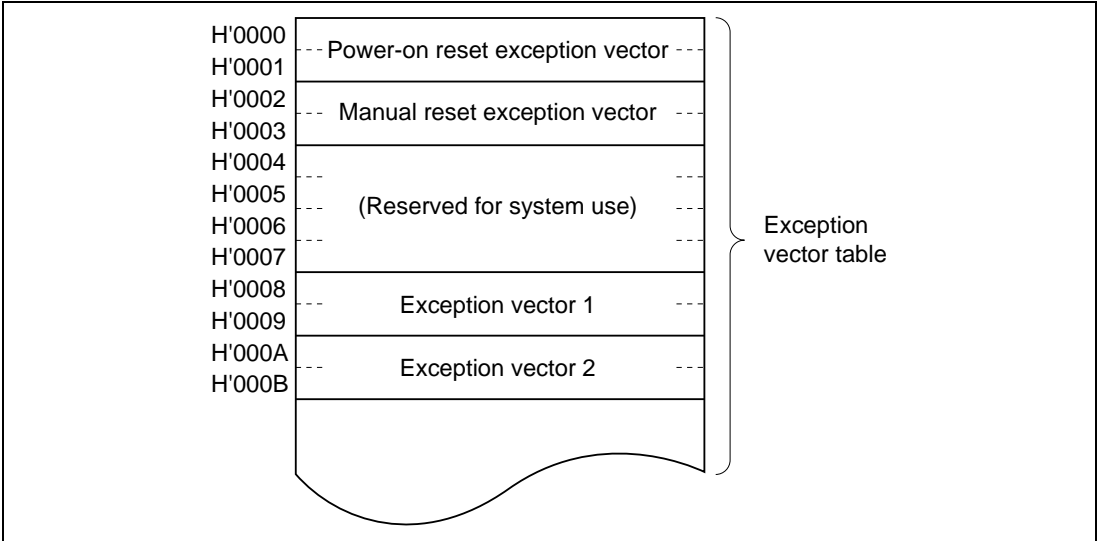 H'0000
Power-on reset exception vector
H'0001
H'0002
Manual reset exception vector
H'0003
H'0004
H'0005
(Reserved for system use)
H'0006
H'0007
Exception
vector table
H'0008
Exception vector 1
H'0009
H'000A
Exception vector 2
H'000B